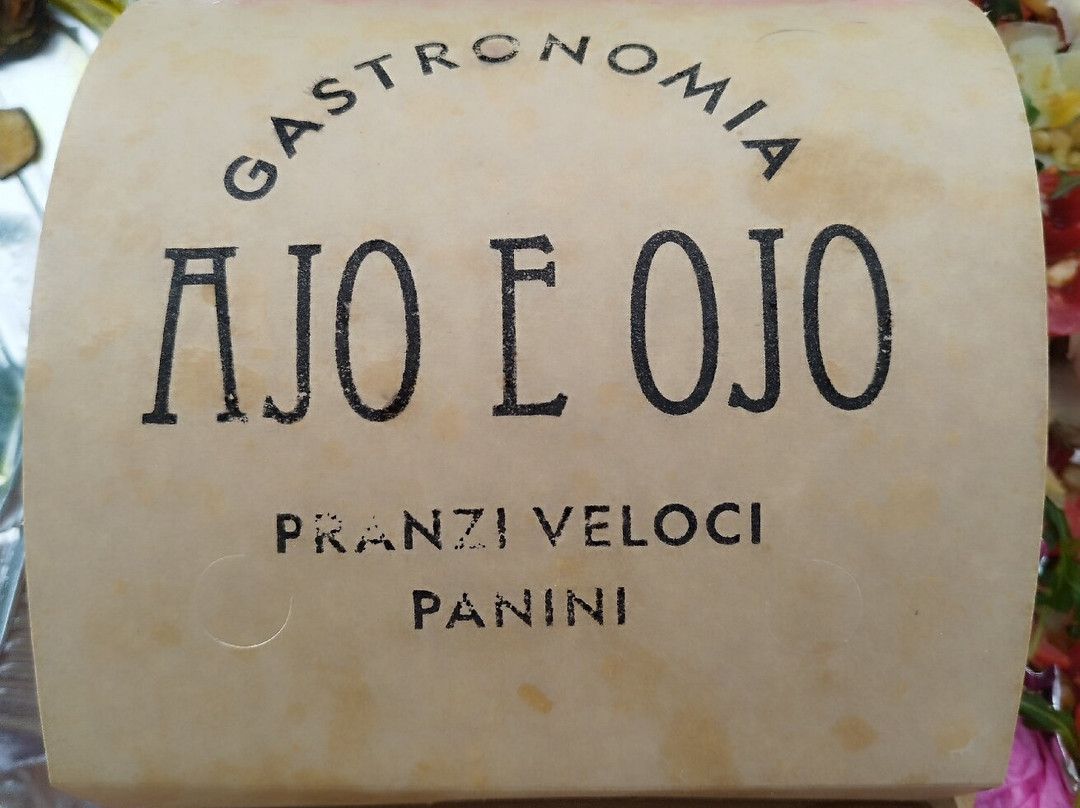 GASTRONOMIA
AJO E OJO
PRANZI VELOCI
PANINI